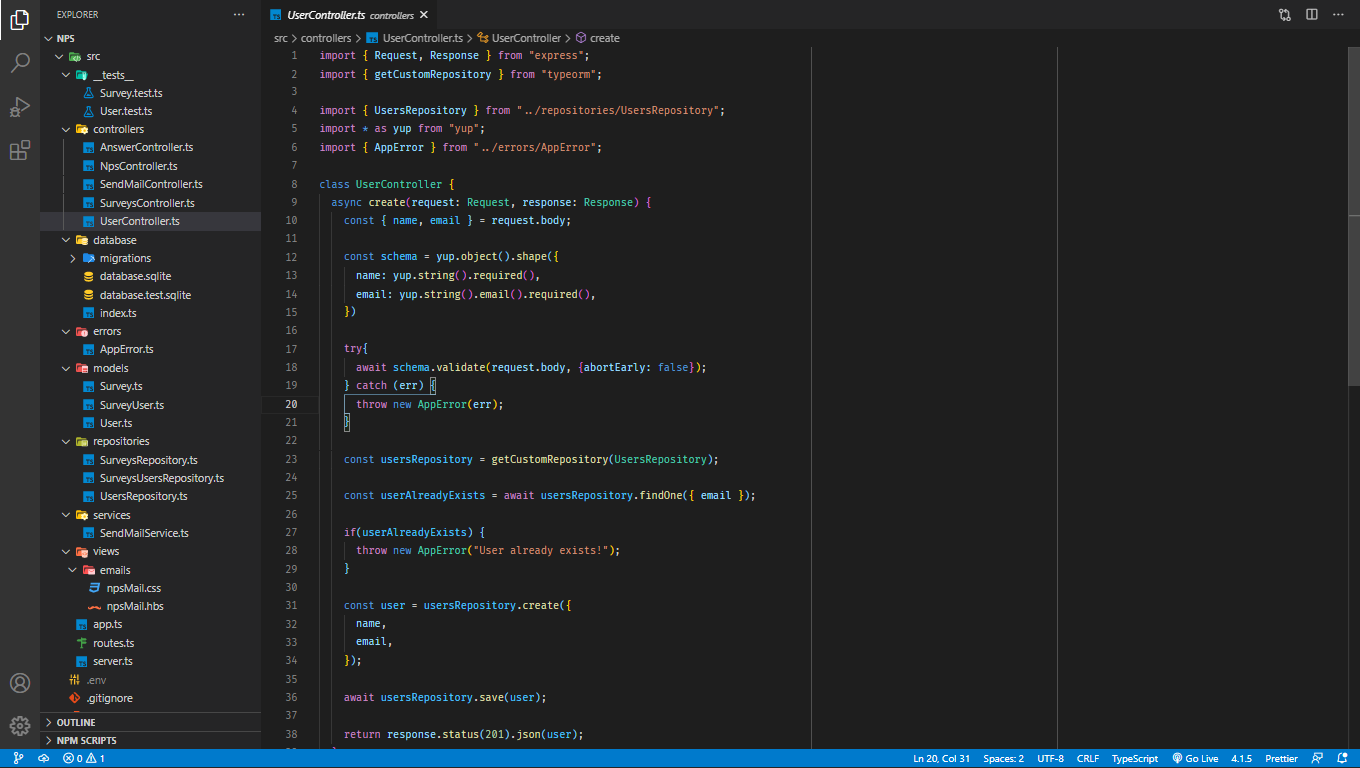 EXPLORER
···
NPS
src
__tests__
Survey.test.ts
User.test.ts
controllers
AnswerController.ts
NpsController.ts
SendMailController.ts
SurveysController.ts
UserController.ts
database
migrations
database.sqlite
database.test.sqlite
index.ts
errors
AppError.ts
models
Survey.ts
SurveyUser.ts
User.ts
repositories
SurveysRepository.ts
SurveysUsersRepository.ts
UsersRepository.ts
services
SendMailService.ts
views
emails
npsMail.css
npsMail.hbs
app.ts
routes.ts
server.ts
.env
.gitignore
OUTLINE
NPM SCRIPTS
UserController.ts controllers
src > controllers > UserController.ts > UserController > create
1 import { Request, Response } from "express";
2 import { getCustomRepository } from "typeorm";
3
4 import { UsersRepository } from "../repositories/UsersRepository";
5 import * as yup from "yup";
6 import { AppError } from "../errors/AppError";
7
8 class UserController {
9 async create(request: Request, response: Response) {
10 const { name, email } = request.body;
11
12 const schema = yup.object().shape({
13 name: yup.string().required(),
14 email: yup.string().email().required(),
15 })
16
17 try{
18 await schema.validate(request.body, {abortEarly: false});
19 } catch (err) {
20 throw new AppError(err);
21 }
22
23 const usersRepository = getCustomRepository(UsersRepository);
24
25 const userAlreadyExists = await usersRepository.findOne({ email });
26
27 if(userAlreadyExists) {
28 throw new AppError("User already exists!");
29 }
30
31 const user = usersRepository.create({
32 name,
33 email,
34 });
35
36 await usersRepository.save(user);
37
38 return response.status(201).json(user);
0 1 Ln 20, Col 31 Spaces: 2 UTF-8 CRLF TypeScript Go Live 4.1.5 Prettier